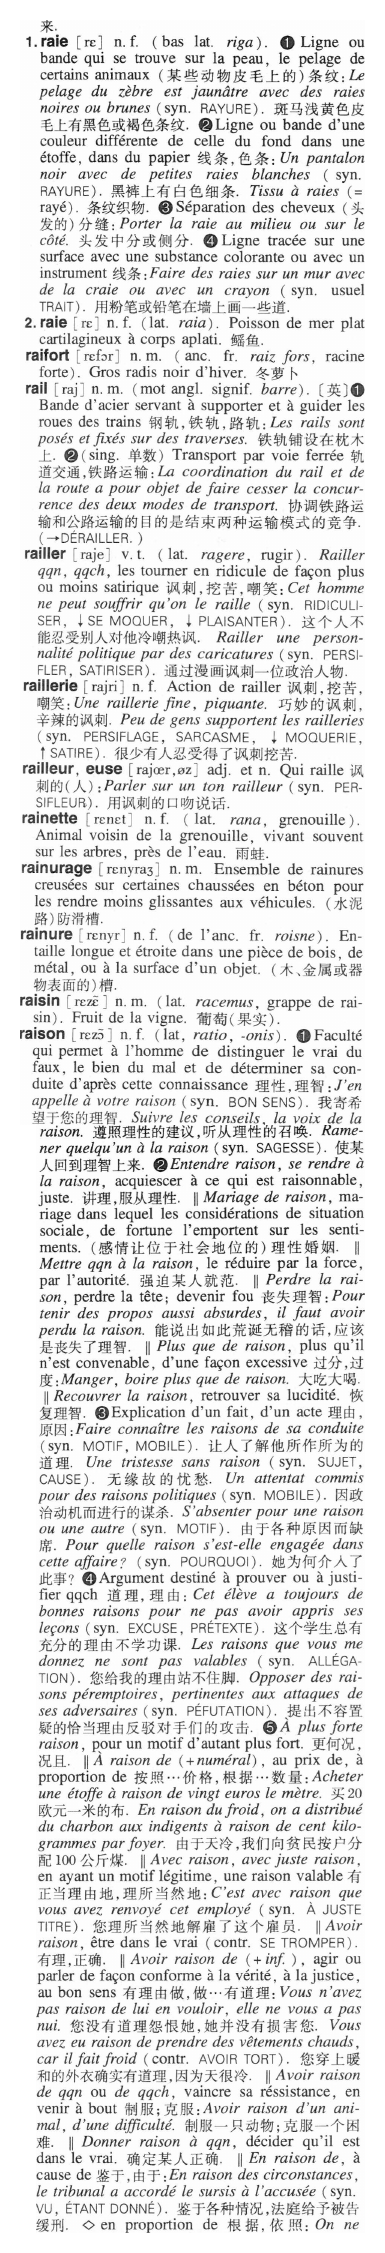 来.
1. raie [rɛ] n. f. (bas lat. riga). ❶ Ligne ou
bande qui se trouve sur la peau, le pelage de
certains animaux (某些动物皮毛上的)条纹: Le
pelage du zèbre est jaunâtre avec des raies
noires ou brunes (syn. RAYURE). 斑马浅黄色皮
毛上有黑色或褐色条纹. ❷ Ligne ou bande d'une
couleur différente de celle du fond dans une
étoffe, dans du papier 线条,色条: Un pantalon
noir avec de petites raies blanches (syn.
RAYURE). 黑裤上有白色细条. Tissu à raies (=
rayé). 条纹织物. ❸ Séparation des cheveux (头
发的)分缝: Porter la raie au milieu ou sur le
côté. 头发中分或侧分. ❹ Ligne tracée sur une
surface avec une substance colorante ou avec un
instrument 线条: Faire des raies sur un mur avec
de la craie ou avec un crayon (syn. usuel
TRAIT). 用粉笔或铅笔在墙上画一些道.
2. raie [rɛ] n. f. (lat. raia). Poisson de mer plat
cartilagineux à corps aplati. 鳐鱼.
raifort [rɛfɔr] n. m. (anc. fr. raiz fors, racine
forte). Gros radis noir d'hiver. 冬萝卜
rail [raj] n. m. (mot angl. signif. barre). [英]❶
Bande d'acier servant à supporter et à guider les
roues des trains 钢轨,铁轨,路轨: Les rails sont
posés et fixés sur des traverses. 铁轨铺设在枕木
上. ❷ (sing. 单数) Transport par voie ferrée 轨
道交通,铁路运输: La coordination du rail et de
la route a pour objet de faire cesser la concur-
rence des deux modes de transport. 协调铁路运
输和公路运输的目的是结束两种运输模式的竞争.
(→DÉRAILLER.)
railler [raje] v. t. (lat. ragere, rugir). Railler
qqn, qqch, les tourner en ridicule de façon plus
ou moins satirique 讽刺,挖苦,嘲笑: Cet homme
ne peut souffrir qu'on le raille (syn. RIDICULI-
SER, ↓SE MOQUER, ↓PLAISANTER). 这个人不
能忍受别人对他冷嘲热讽. Railler une person-
nalité politique par des caricatures (syn. PERSI-
FLER, SATIRISER). 通过漫画讽刺一位政治人物.
raillerie [rajri] n. f. Action de railler 讽刺,挖苦,
嘲笑: Une raillerie fine, piquante. 巧妙的讽刺,
辛辣的讽刺. Peu de gens supportent les railleries
(syn. PERSIFLAGE, SARCASME, ↓MOQUERIE,
↑SATIRE). 很少有人忍受得了讽刺挖苦.
railleur, euse [rajœr,øz] adj. et n. Qui raille 讽
刺的(人): Parler sur un ton railleur (syn. PER-
SIFLEUR). 用讽刺的口吻说话.
rainette [rɛnɛt] n. f. (lat. rana, grenouille).
Animal voisin de la grenouille, vivant souvent
sur les arbres, près de l'eau. 雨蛙.
rainurage [rɛnyraʒ] n. m. Ensemble de rainures
creusées sur certaines chaussées en béton pour
les rendre moins glissantes aux véhicules. (水泥
路)防滑槽.
rainure [rɛnyr] n. f. (de l'anc. fr. roisne). En-
taille longue et étroite dans une pièce de bois, de
métal, ou à la surface d'un objet. (木、金属或器
物表面的)槽.
raisin [rɛzɛ̃] n. m. (lat. racemus, grappe de rai-
sin). Fruit de la vigne. 葡萄(果实).
raison [rɛzɔ̃] n. f. (lat, ratio, -onis). ❶ Faculté
qui permet à l'homme de distinguer le vrai du
faux, le bien du mal et de déterminer sa con-
duite d'après cette connaissance 理性,理智: J'en
appelle à votre raison (syn. BON SENS). 我寄希
望于您的理智. Suivre les conseils, la voix de la
raison. 遵照理性的建议,听从理性的召唤. Rame-
ner quelqu'un à la raison (syn. SAGESSE). 使某
人回到理智上来. ❷ Entendre raison, se rendre à
la raison, acquiescer à ce qui est raisonnable,
juste. 讲理,服从理性. ‖ Mariage de raison, ma-
riage dans lequel les considérations de situation
sociale, de fortune l'emportent sur les senti-
ments. (感情让位于社会地位的)理性婚姻. ‖
Mettre qqn à la raison, le réduire par la force,
par l'autorité. 强迫某人就范. ‖ Perdre la rai-
son, perdre la tête; devenir fou 丧失理智: Pour
tenir des propos aussi absurdes, il faut avoir
perdu la raison. 能说出如此荒诞无稽的话,应该
是丧失了理智. ‖ Plus que de raison, plus qu'il
n'est convenable, d'une façon excessive 过分,过
度: Manger, boire plus que de raison. 大吃大喝.
‖ Recouvrer la raison, retrouver sa lucidité. 恢
复理智. ❸ Explication d'un fait, d'un acte 理由,
原因: Faire connaître les raisons de sa conduite
(syn. MOTIF, MOBILE). 让人了解他所作所为的
道理. Une tristesse sans raison (syn. SUJET,
CAUSE). 无缘故的忧愁. Un attentat commis
pour des raisons politiques (syn. MOBILE). 因政
治动机而进行的谋杀. S'absenter pour une raison
ou une autre (syn. MOTIF). 由于各种原因而缺
席. Pour quelle raison s'est-elle engagée dans
cette affaire? (syn. POURQUOI). 她为何介入了
此事? ❹ Argument destiné à prouver ou à justi-
fier qqch 道理,理由: Cet élève a toujours de
bonnes raisons pour ne pas avoir appris ses
leçons (syn. EXCUSE, PRÉTEXTE). 这个学生总有
充分的理由不学功课. Les raisons que vous me
donnez ne sont pas valables (syn. ALLÉGA-
TION). 您给我的理由站不住脚. Opposer des rai-
sons péremptoires, pertinentes aux attaques de
ses adversaires (syn. PÉFUTATION). 提出不容置
疑的恰当理由反驳对手们的攻击. ❺ À plus forte
raison, pour un motif d'autant plus fort. 更何况,
况且. ‖ À raison de (+numéral), au prix de, à
proportion de 按照…价格,根据…数量: Acheter
une étoffe à raison de vingt euros le mètre. 买20
欧元一米的布. En raison du froid, on a distribué
du charbon aux indigents à raison de cent kilo-
grammes par foyer. 由于天冷,我们向贫民按户分
配100公斤煤. ‖ Avec raison, avec juste raison,
en ayant un motif légitime, une raison valable 有
正当理由地,理所当然地: C'est avec raison que
vous avez renvoyé cet employé (syn. À JUSTE
TITRE). 您理所当然地解雇了这个雇员. ‖ Avoir
raison, être dans le vrai (contr. SE TROMPER).
有理,正确. ‖ Avoir raison de (+inf.), agir ou
parler de façon conforme à la vérité, à la justice,
au bon sens 有理由做,做…有道理: Vous n'avez
pas raison de lui en vouloir, elle ne vous a pas
nui. 您没有道理怨恨她,她并没有损害您. Vous
avez eu raison de prendre des vêtements chauds,
car il fait froid (contr. AVOIR TORT). 您穿上暖
和的外衣确实有道理,因为天很冷. ‖ Avoir raison
de qqn ou de qqch, vaincre sa réssistance, en
venir à bout 制服;克服: Avoir raison d'un ani-
mal, d'une difficulté. 制服一只动物;克服一个困
难. ‖ Donner raison à qqn, décider qu'il est
dans le vrai. 确定某人正确. ‖ En raison de, à
cause de 鉴于,由于: En raison des circonstances,
le tribunal a accordé le sursis à l'accusée (syn.
VU, ÉTANT DONNÉ). 鉴于各种情况,法庭给予被告
缓刑. ◇ en proportion de 根据,依照: On ne